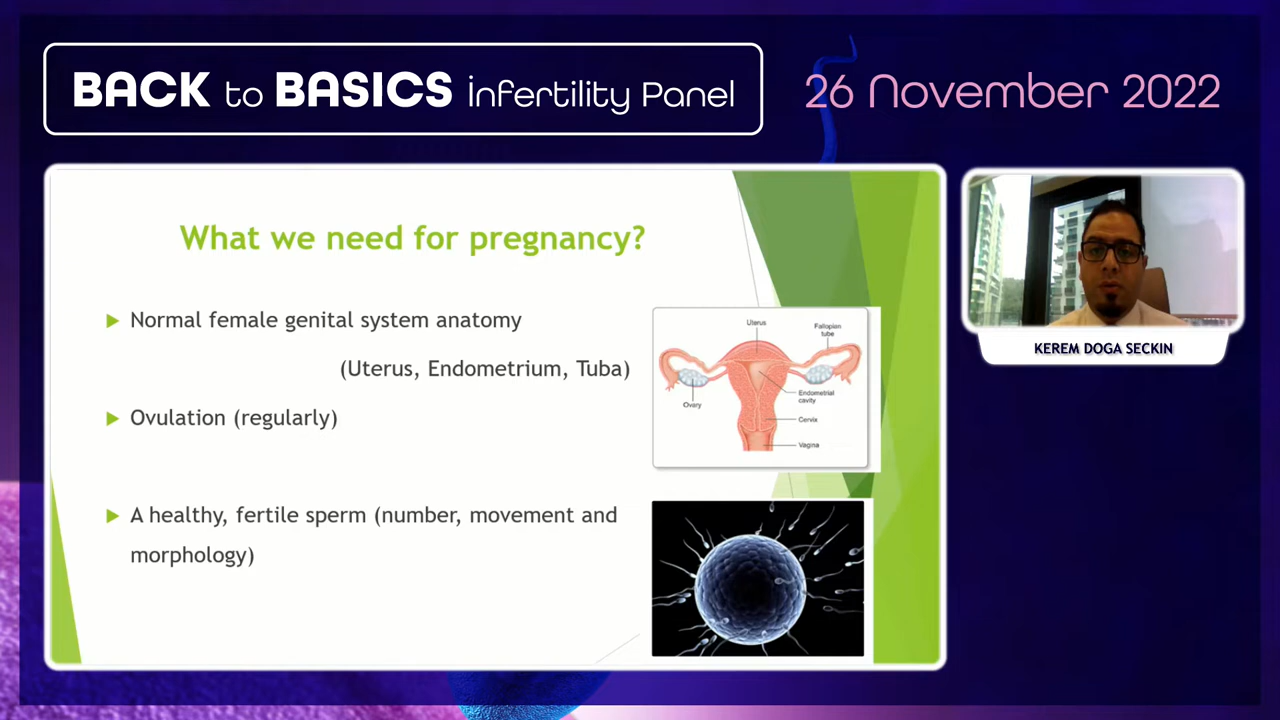 BACK to BASICS infertility Panel
26 November 2022
What we need for pregnancy?
Normal female genital system anatomy
(Uterus, Endometrium, Tuba)
Ovulation (regularly)
A healthy, fertile sperm (number, movement and
morphology)
Uterus
Fallopian
tube
Ovary
Endometrial
cavity
Cervix
Vagina
KEREM DOGA SECKIN